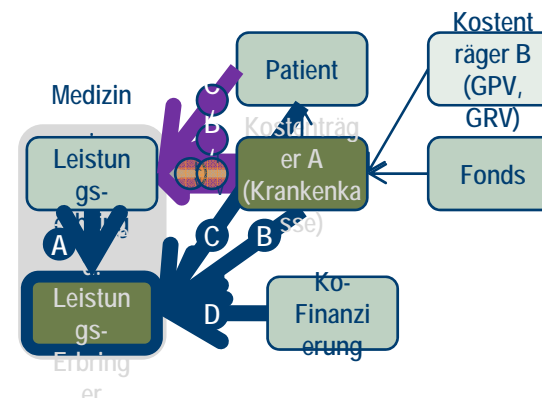 Kostent
räger B
(GPV,
GRV)
Patient
Medizin
C
B
Kostenträg
er A
(Krankenka
sse)
Leistun
gs-
Fonds
A
C
B
Leistun
gs-
Erbring
er
D
Ko-
Finanzi
erung